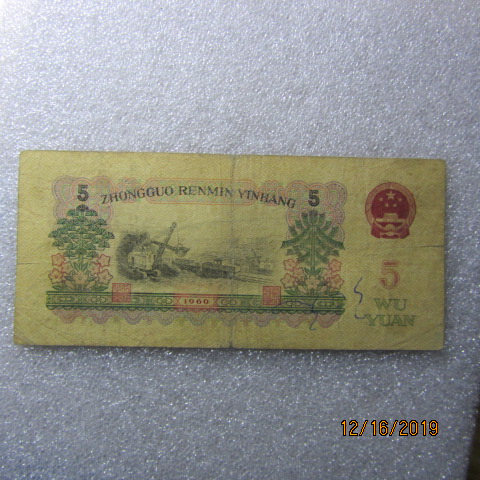 5 ZHONGGUO RENMIN YINHANG 5
5
WU
YUAN
1960
12/16/2019